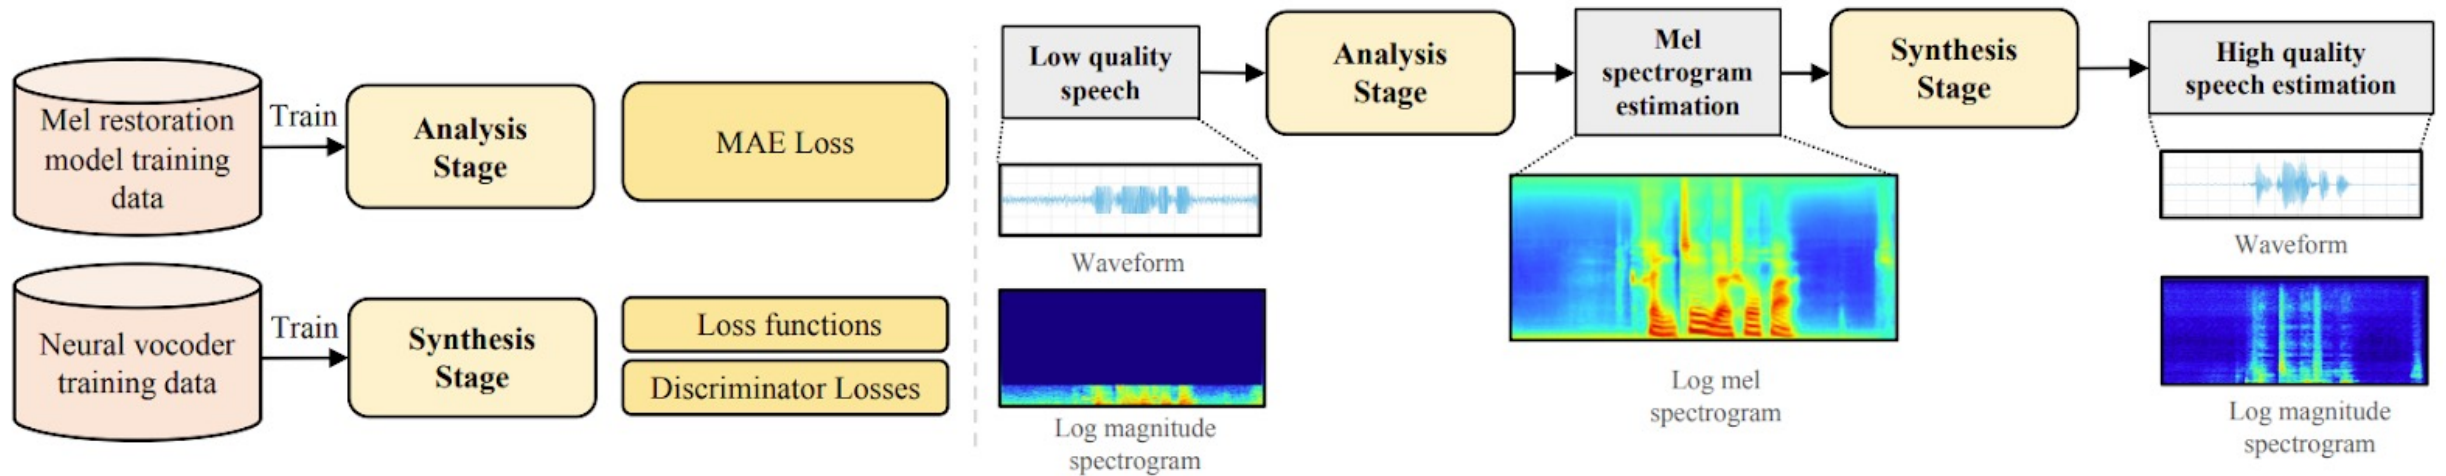 Mel restoration
model training
data
Train
Analysis
Stage
MAE Loss
Neural vocoder
training data
Train
Synthesis
Stage
Loss functions
Discriminator Losses
Low quality
speech
Analysis
Stage
Mel
spectrogram
estimation
Synthesis
Stage
High quality
speech estimation
Waveform
Log magnitude
spectrogram
Log mel
spectrogram
Waveform
Log magnitude
spectrogram